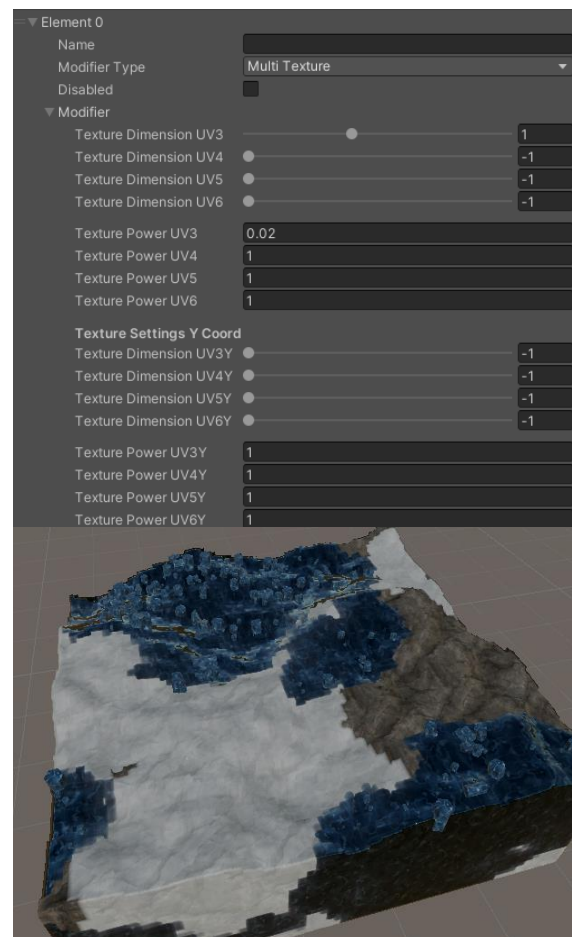 Element 0
Name
Modifier Type Multi Texture
Disabled
Modifier
Texture Dimension UV3 1
Texture Dimension UV4 -1
Texture Dimension UV5 -1
Texture Dimension UV6 -1
Texture Power UV3 0.02
Texture Power UV4 1
Texture Power UV5 1
Texture Power UV6 1
Texture Settings Y Coord
Texture Dimension UV3Y -1
Texture Dimension UV4Y -1
Texture Dimension UV5Y -1
Texture Dimension UV6Y -1
Texture Power UV3Y 1
Texture Power UV4Y 1
Texture Power UV5Y 1
Texture Power UV6Y 1